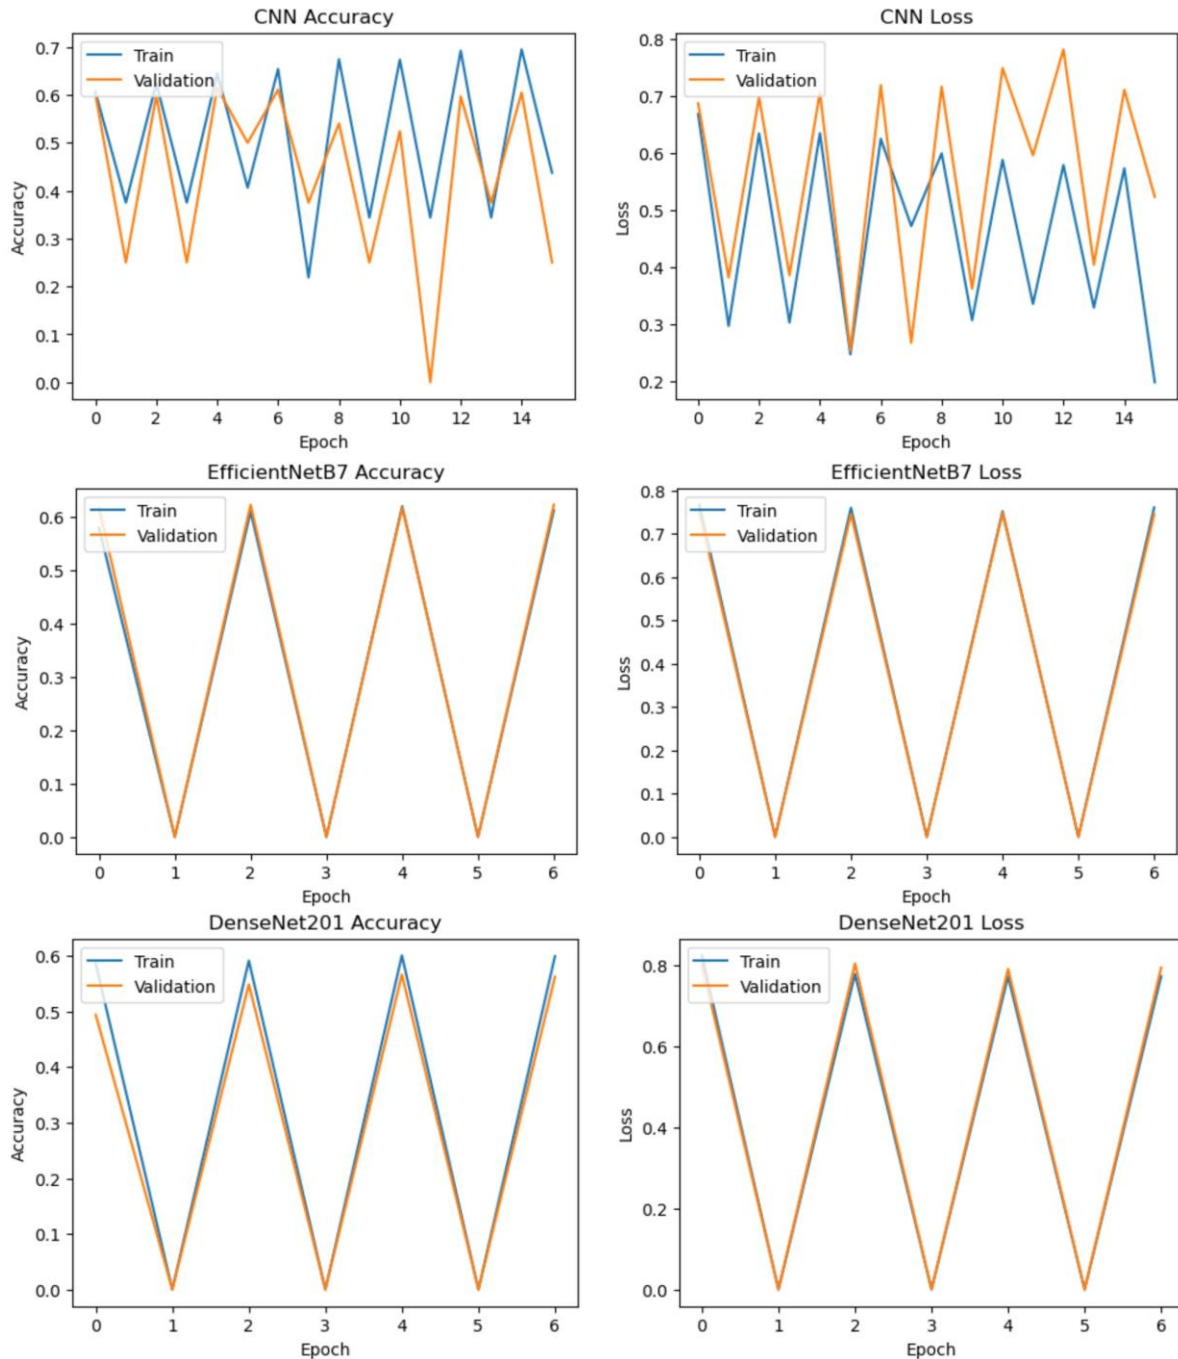 CNN Accuracy
Train
Validation
Accuracy
0.7
0.6
0.5
0.4
0.3
0.2
0.1
0.0
0 2 4 6 8 10 12 14
Epoch
CNN Loss
Train
Validation
Loss
0.8
0.7
0.6
0.5
0.4
0.3
0.2
0 2 4 6 8 10 12 14
Epoch
EfficientNetB7 Accuracy
Train
Validation
Accuracy
0.6
0.5
0.4
0.3
0.2
0.1
0.0
0 1 2 3 4 5 6
Epoch
EfficientNetB7 Loss
Train
Validation
Loss
0.8
0.7
0.6
0.5
0.4
0.3
0.2
0.1
0.0
0 1 2 3 4 5 6
Epoch
DenseNet201 Accuracy
Train
Validation
Accuracy
0.6
0.5
0.4
0.3
0.2
0.1
0.0
0 1 2 3 4 5 6
Epoch
DenseNet201 Loss
Train
Validation
Loss
0.8
0.6
0.4
0.2
0.0
0 1 2 3 4 5 6
Epoch